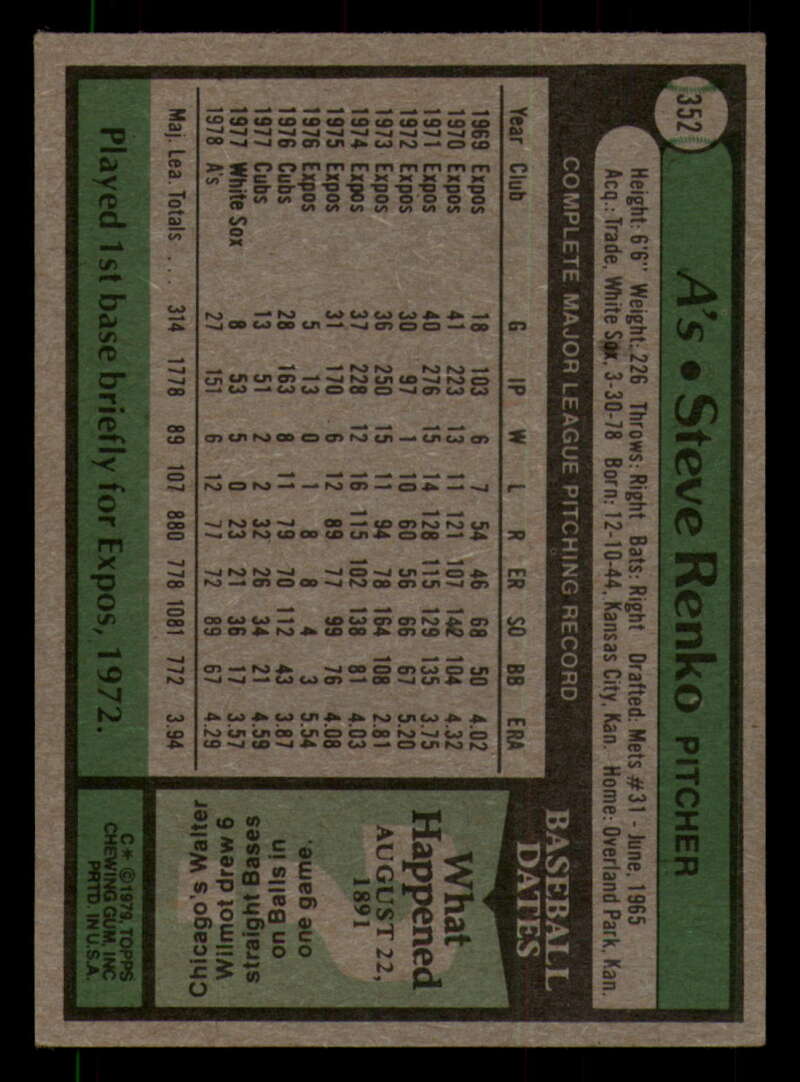 352
A's • Steve Renko PITCHER
Height: 6'6" Weight: 226 Throws: Right Bats: Right Drafted: Mets #31 - June, 1965
Acq.: Trade, White Sox, 3-30-78 Born: 12-10-44, Kansas City, Kan. Home: Overland Park, Kan.
COMPLETE MAJOR LEAGUE PITCHING RECORD
Year Club G IP W L R ER SO BB ERA
1969 Expos 18 103 6 7 54 46 68 50 4.02
1970 Expos 41 223 13 11 121 107 142 104 4.32
1971 Expos 40 276 15 14 128 115 129 135 3.75
1972 Expos 30 97 1 10 60 56 66 67 5.20
1973 Expos 36 250 15 11 94 78 164 108 2.81
1974 Expos 37 228 12 16 115 102 138 81 4.03
1975 Expos 31 170 6 12 89 77 99 76 4.08
1976 Expos 5 13 0 1 8 8 4 3 5.54
1976 Cubs 28 163 8 11 79 70 112 43 3.87
1977 Cubs 13 51 2 2 32 26 34 21 4.59
1977 White Sox 8 53 5 0 23 21 36 17 3.57
1978 A's 27 151 6 12 77 72 89 67 4.29
Maj. Lea. Totals . . . 314 1778 89 107 880 778 1081 772 3.94
Played 1st base briefly for Expos, 1972.
BASEBALL
DATES
What
Happened
AUGUST 22,
1891
Chicago's Walter
Wilmot drew 6
straight Bases
on Balls in
one game.
C* ©1979, TOPPS
CHEWING GUM, INC
PRTD. IN U.S.A.